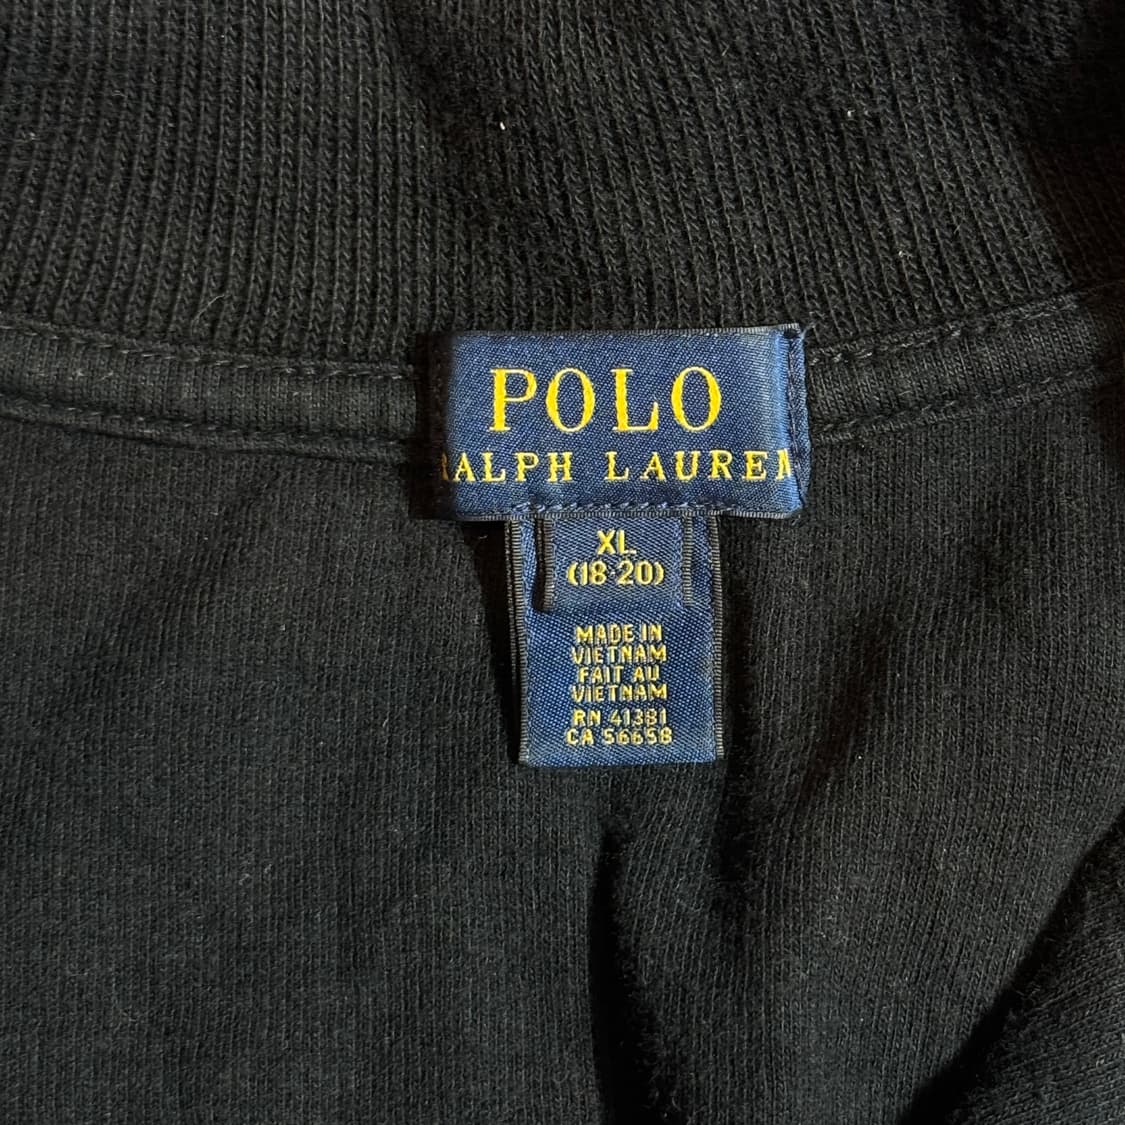 POLO
RALPH LAUREN
XL
(18-20)
MADE IN
VIETNAM
FAIT AU
VIETNAM
RN 41381
CA 56658